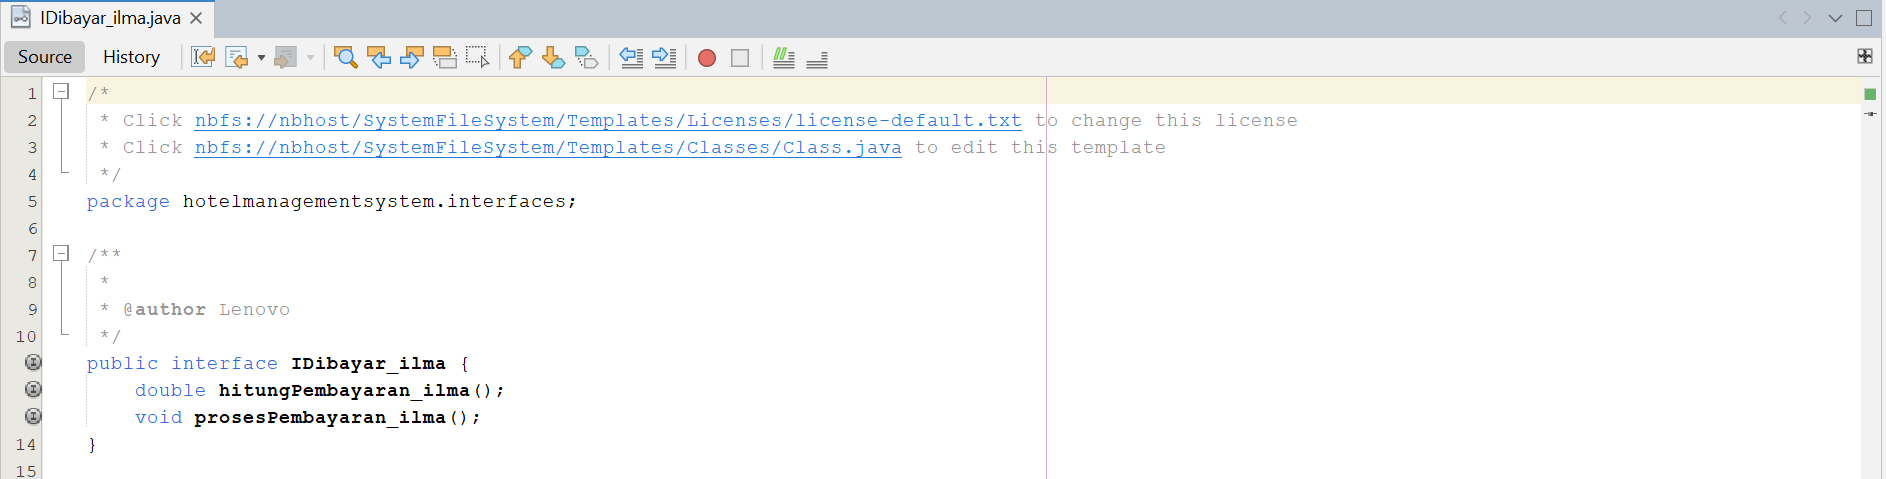 IDibayar_ilma.java
Source History
1 /*
2 * Click nbfs://nbhost/SystemFileSystem/Templates/Licenses/license-default.txt to change this license
3 * Click nbfs://nbhost/SystemFileSystem/Templates/Classes/Class.java to edit this template
4 */
5 package hotelmanagementsystem.interfaces;
6
7 /**
8 *
9 * @author Lenovo
10 */
public interface IDibayar_ilma {
double hitungPembayaran_ilma();
void prosesPembayaran_ilma();
14 }
15